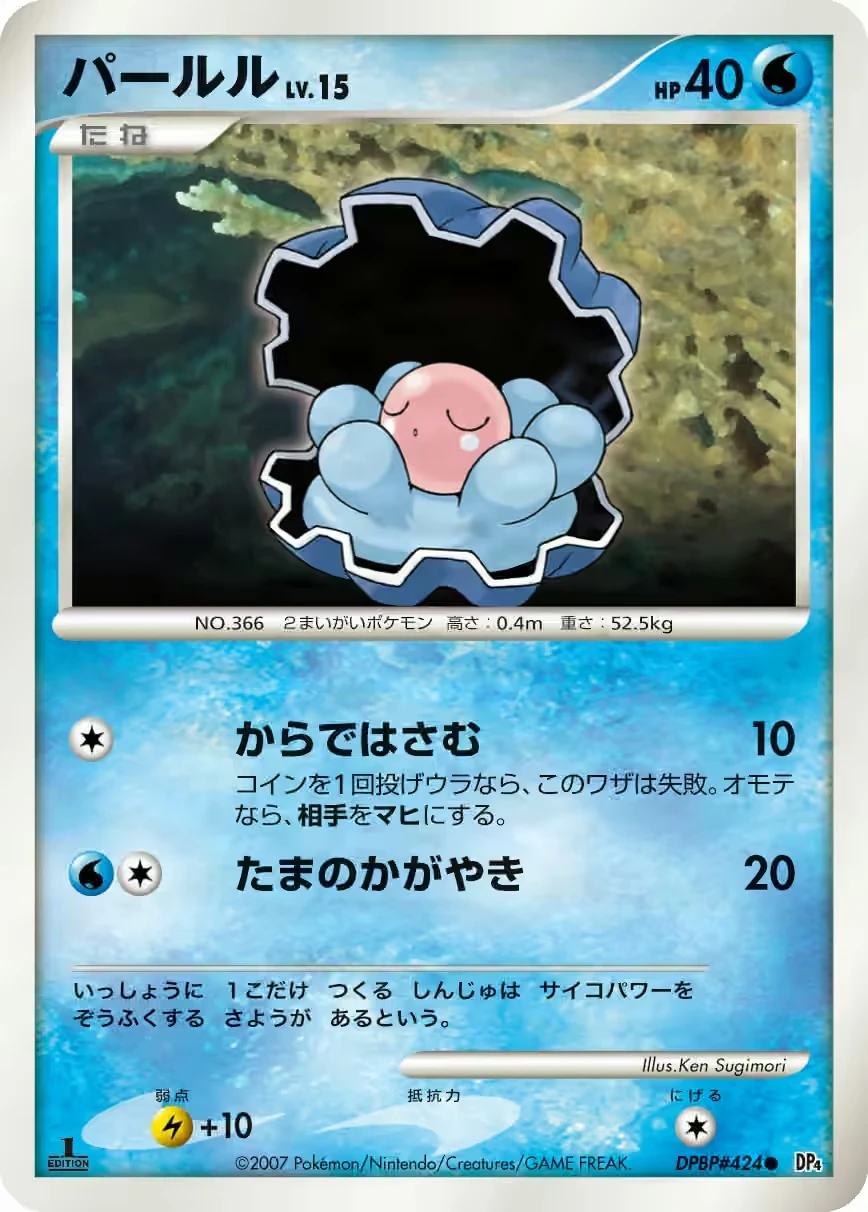 パールル LV.15 HP40
たね
NO.366 2まいがいポケモン 高さ:0.4m 重さ:52.5kg
からではさむ 10
コインを1回投げウラなら、このワザは失敗。オモテ
なら、相手をマヒにする。
たまのかがやき 20
いっしょうに 1こだけ つくる しんじゅは サイコパワーを
ぞうふくする さようが あるという。
Illus.Ken Sugimori
弱点 抵抗力 にげる
+10
1 EDITION
©2007 Pokémon/Nintendo/Creatures/GAME FREAK. DPBP#424 DP4